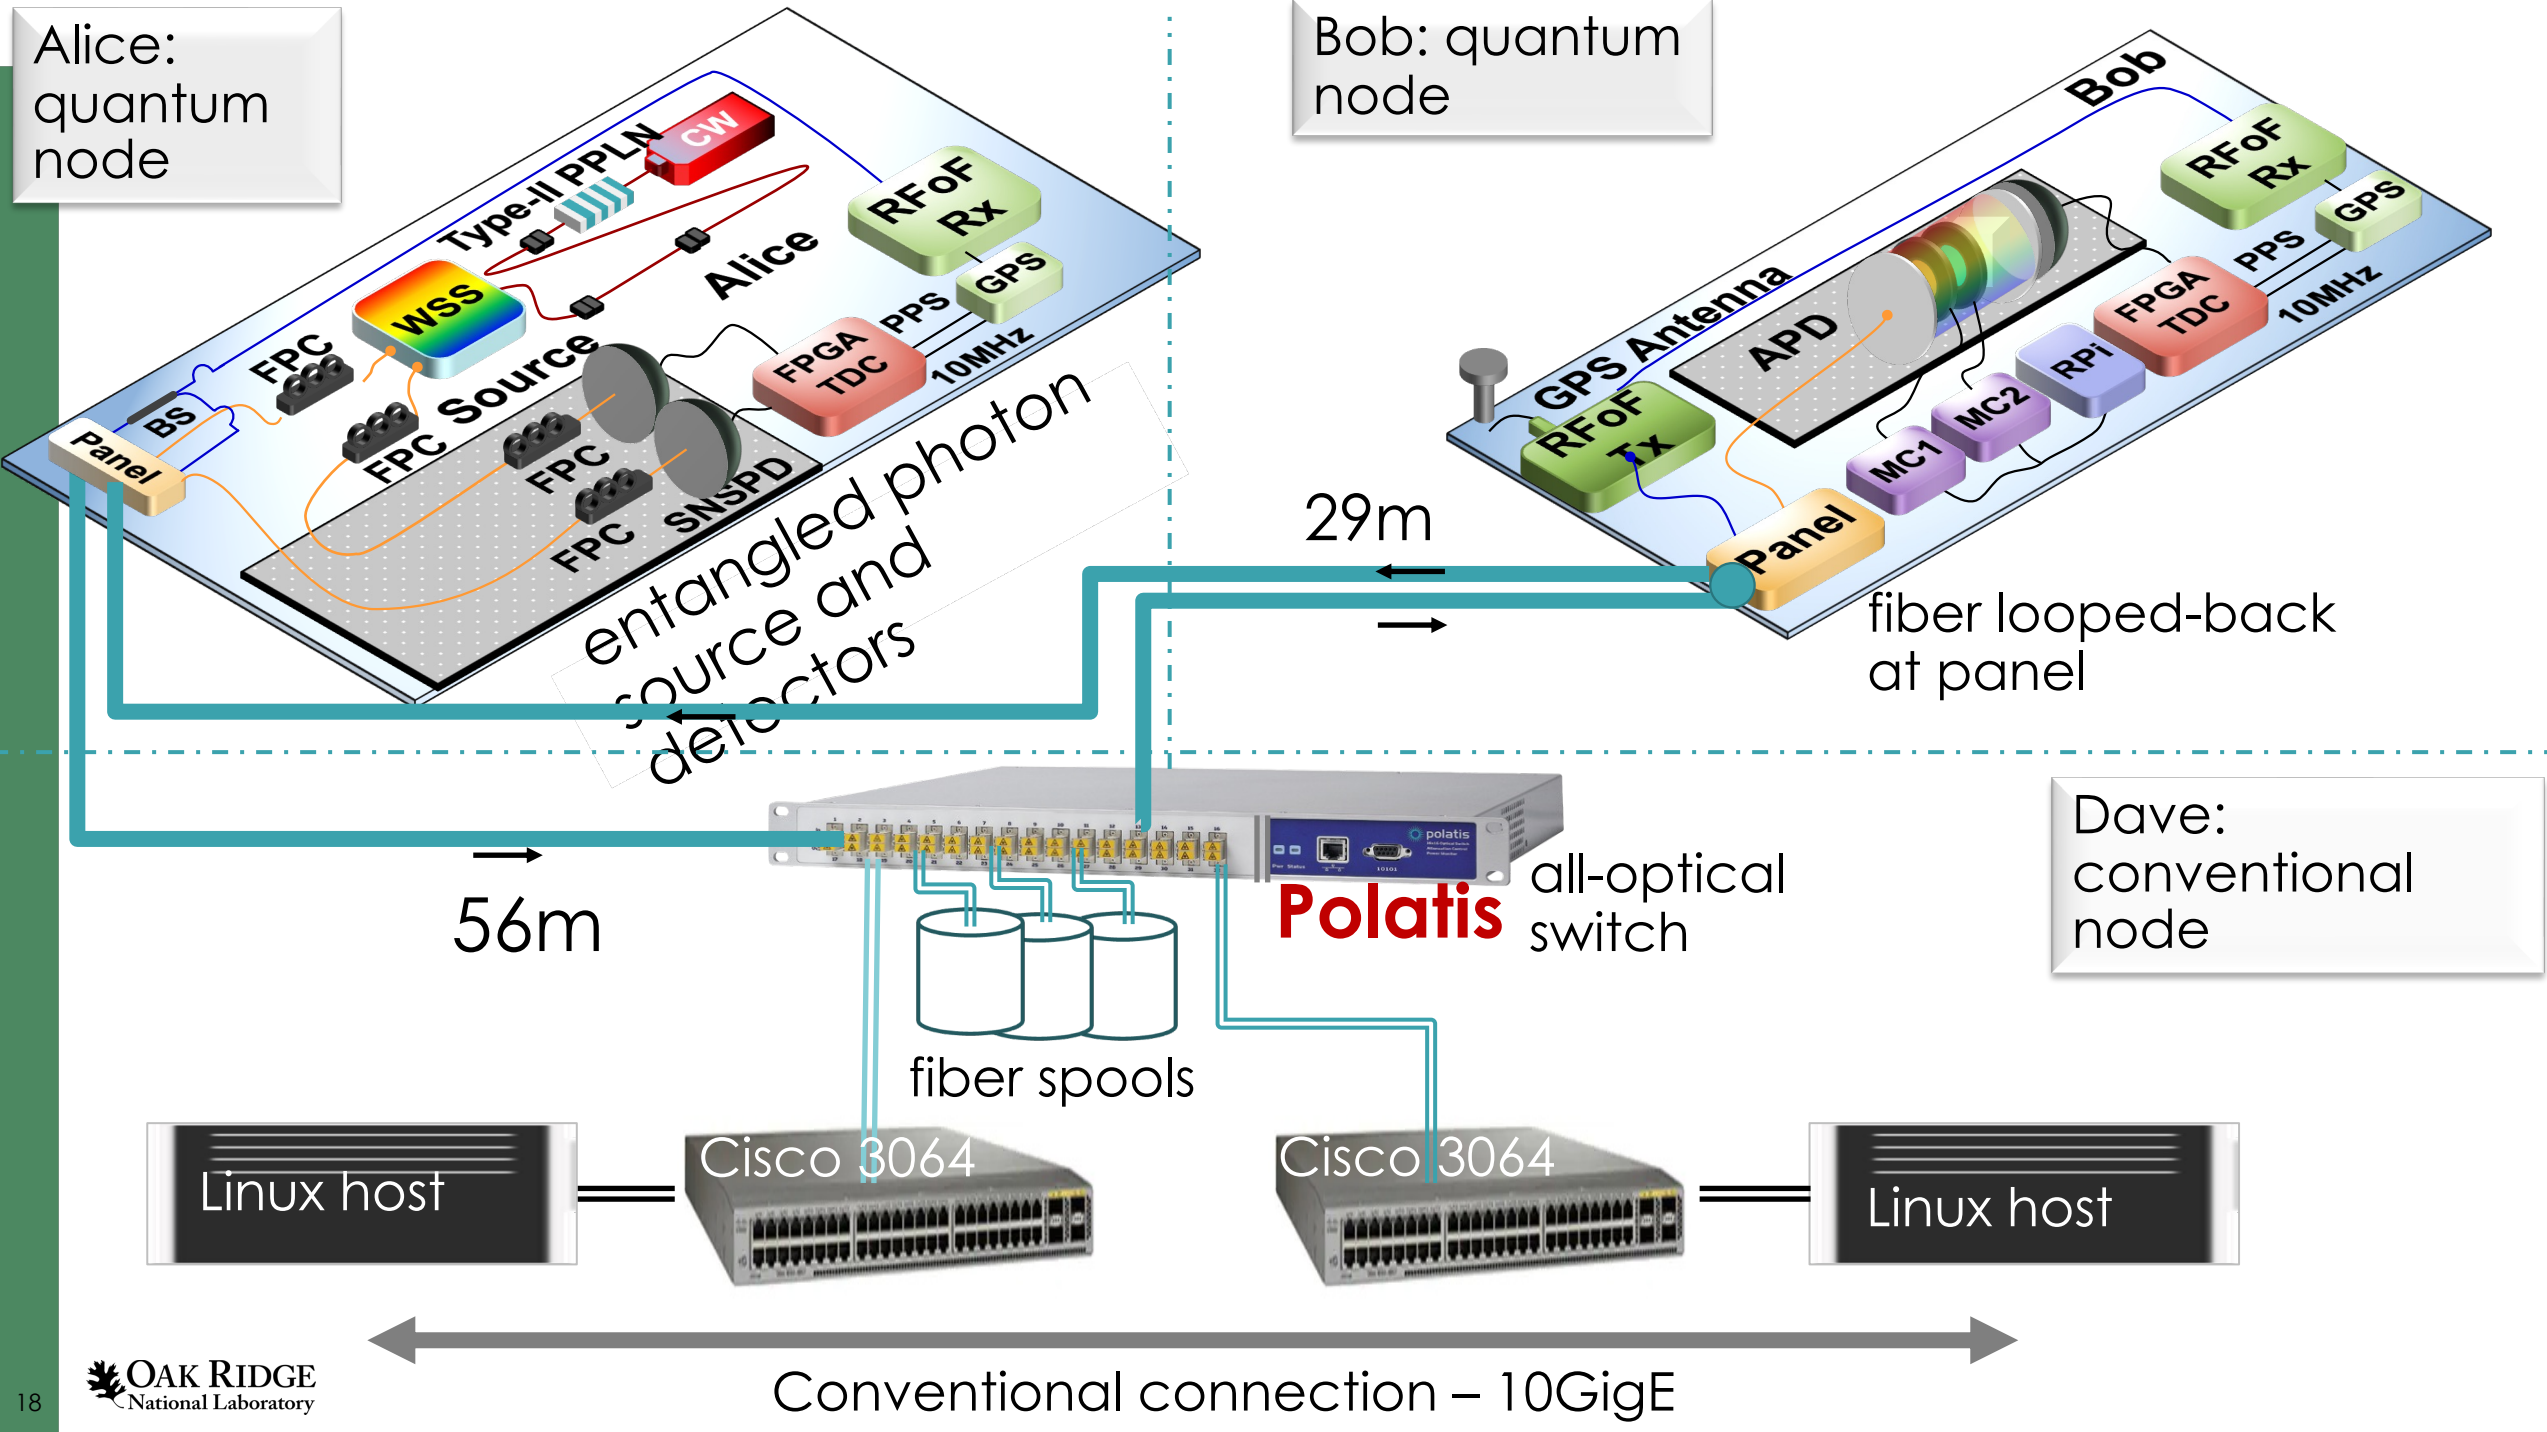 Alice:
quantum
node
Bob: quantum
node
Type-II PPLN
CW
RFoF
Rx
Alice
GPS
PPS
10MHz
WSS
FPC
FPC
Source
BS
Panel
FPGA
TDC
FPC
FPC
SNSPD
entangled photon
source and
detectors
Bob
RFoF
Rx
GPS
PPS
10MHz
FPGA
TDC
RPi
MC2
MC1
APD
GPS Antenna
RFoF
Tx
Panel
29m
fiber looped-back
at panel
56m
polatis
Polatis
all-optical
switch
Dave:
conventional
node
fiber spools
Linux host
Cisco 3064
Cisco 3064
Linux host
Conventional connection – 10GigE
18
OAK RIDGE
National Laboratory